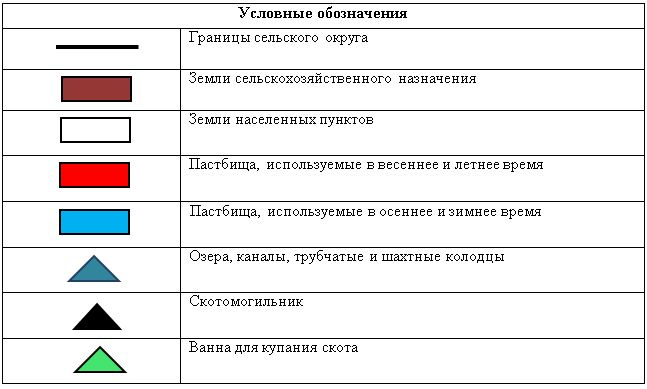 Условные обозначения
Границы сельского округа
Земли сельскохозяйственного назначения
Земли населенных пунктов
Пастбища, используемые в весеннее и летнее время
Пастбища, используемые в осеннее и зимнее время
Озера, каналы, трубчатые и шахтные колодцы
Скотомогильник
Ванна для купания скота